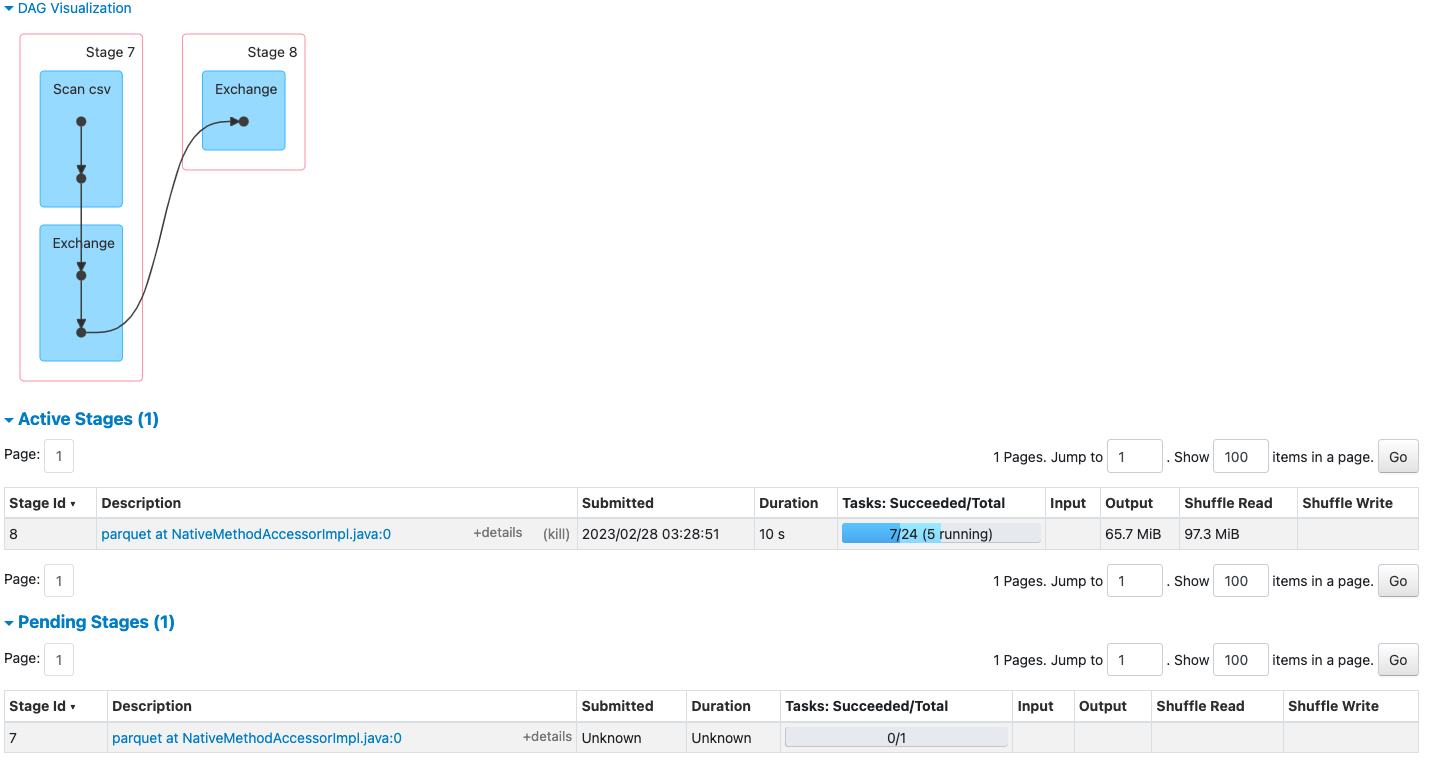 DAG Visualization
Stage 7
Stage 8
Scan csv
Exchange
Exchange
Active Stages (1)
Page: 1
1 Pages. Jump to 1 . Show 100 items in a page. Go
Stage Id ▾ Description Submitted Duration Tasks: Succeeded/Total Input Output Shuffle Read Shuffle Write
8 parquet at NativeMethodAccessorImpl.java:0 +details (kill) 2023/02/28 03:28:51 10 s 7/24 (5 running) 65.7 MiB 97.3 MiB
Page: 1
1 Pages. Jump to 1 . Show 100 items in a page. Go
Pending Stages (1)
Page: 1
1 Pages. Jump to 1 . Show 100 items in a page. Go
Stage Id ▾ Description Submitted Duration Tasks: Succeeded/Total Input Output Shuffle Read Shuffle Write
7 parquet at NativeMethodAccessorImpl.java:0 +details Unknown Unknown 0/1